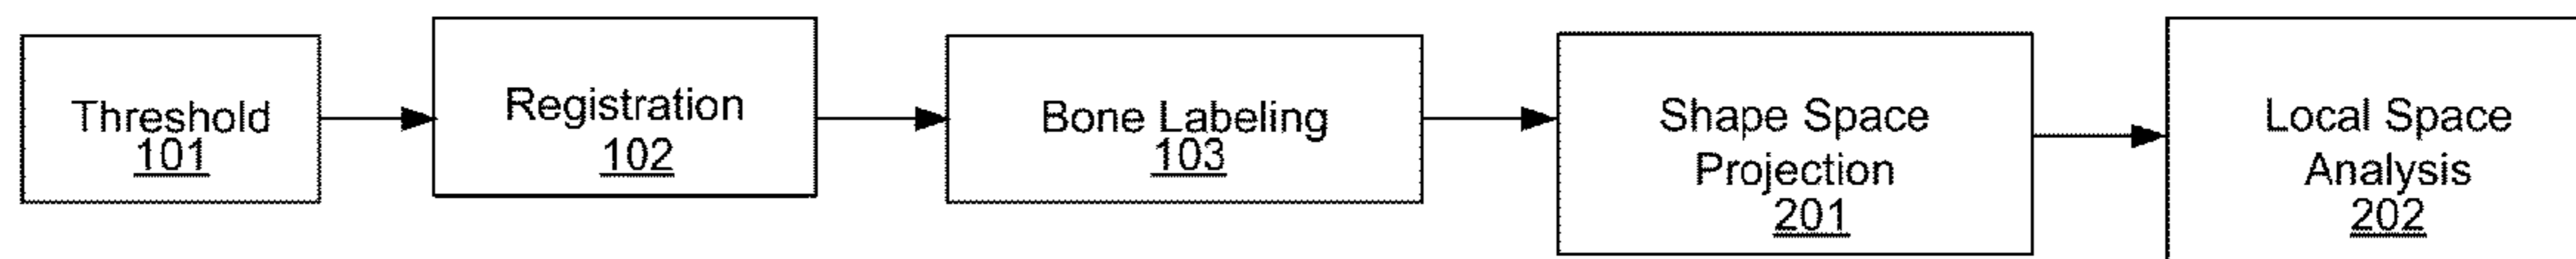 Threshold
101
Registration
102
Bone Labeling
103
Shape Space
Projection
201
Local Space
Analysis
202